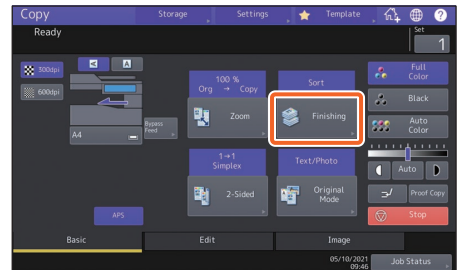 Copy
Storage
Settings
Template
?
Ready
Set
1
300dpi
600dpi
A
A
A4
Bypass
Feed
APS
100 %
Org → Copy
Zoom
Sort
Finishing
1→1
Simplex
2-Sided
Text/Photo
Original
Mode
Full
Color
Black
Auto
Color
Auto
Proof Copy
Stop
Basic
Edit
Image
05/10/2021
09:46
Job Status